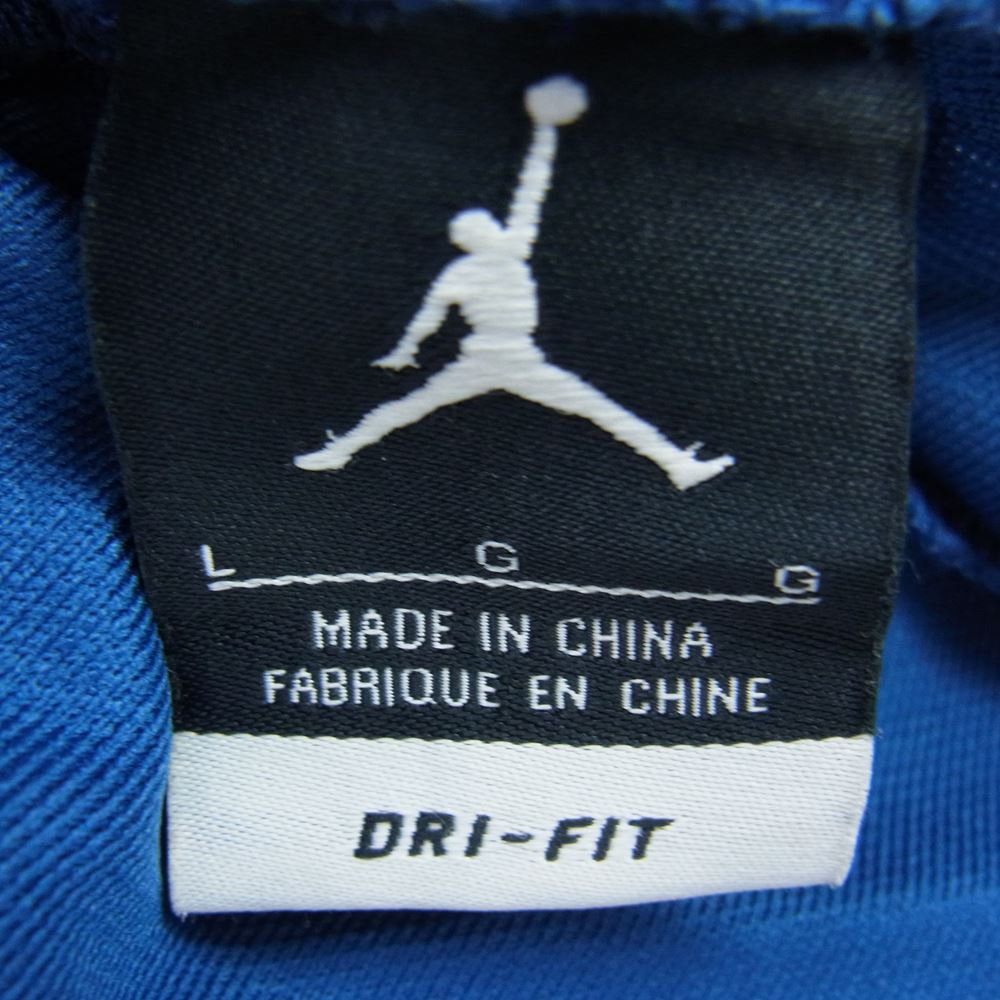 L G G
MADE IN CHINA
FABRIQUE EN CHINE
DRI-FIT